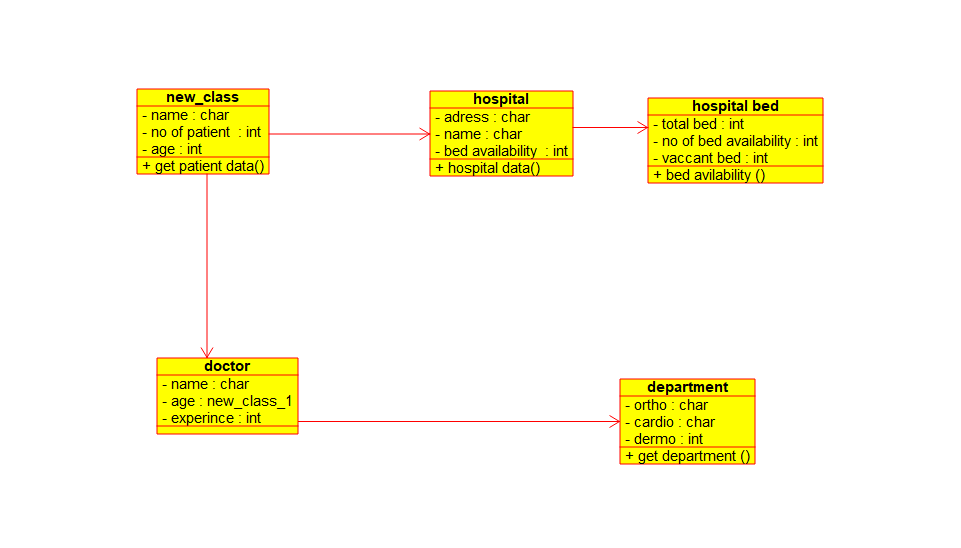 new_class
- name : char
- no of patient  : int
- age : int
+ get patient data()
hospital
- adress : char
- name : char
- bed availability  : int
+ hospital data()
hospital bed
- total bed : int
- no of bed availability : int
- vaccant bed : int
+ bed avilability ()
doctor
- name : char
- age : new_class_1
- experince : int
department
- ortho : char
- cardio : char
- dermo : int
+ get department ()